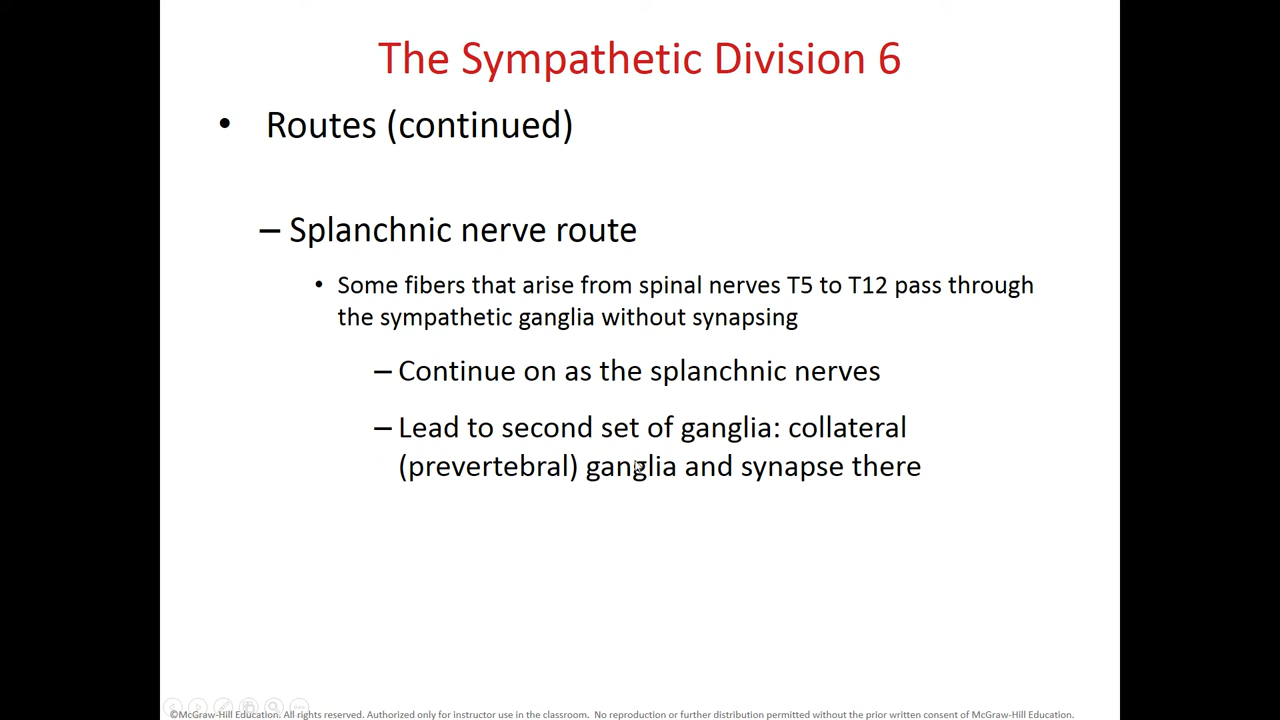 The Sympathetic Division 6
• Routes (continued)
– Splanchnic nerve route
• Some fibers that arise from spinal nerves T5 to T12 pass through
the sympathetic ganglia without synapsing
– Continue on as the splanchnic nerves
– Lead to second set of ganglia: collateral
(prevertebral) ganglia and synapse there
©McGraw-Hill Education. All rights reserved. Authorized only for instructor use in the classroom. No reproduction or further distribution permitted without the prior written consent of McGraw-Hill Education.